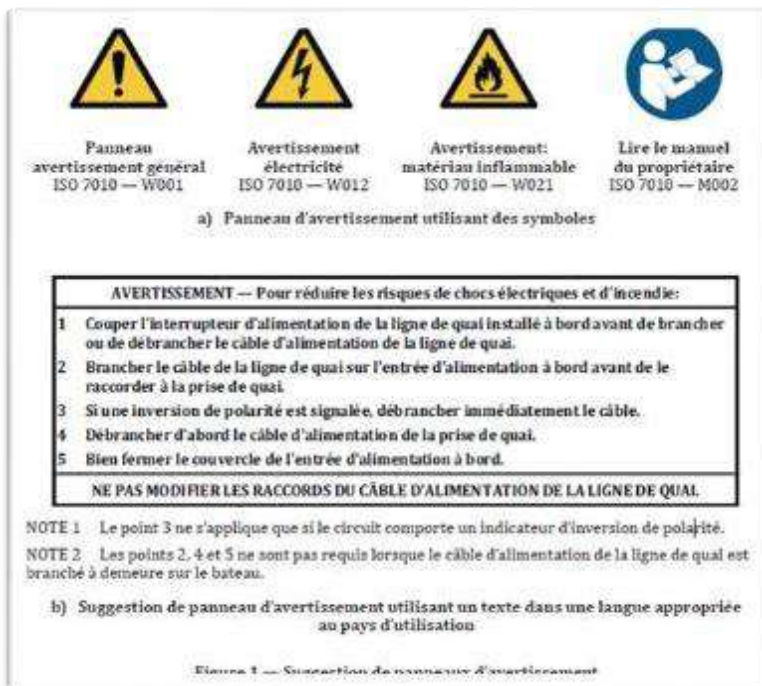 Panneau
avertissement général
ISO 7010 — W001
Avertissement
électricité
ISO 7010 — W012
Avertissement:
matériau inflammable
ISO 7010 — W021
Lire le manuel
du propriétaire
ISO 7010 — M002
a) Panneau d'avertissement utilisant des symboles
AVERTISSEMENT — Pour réduire les risques de chocs électriques et d'incendie:
1 Couper l'interrupteur d'alimentation de la ligne de quai installé à bord avant de brancher
ou de débrancher le câble d'alimentation de la ligne de quai.
2 Brancher le câble de la ligne de quai sur l'entrée d'alimentation à bord avant de le
raccorder à la prise de quai.
3 Si une inversion de polarité est signalée, débrancher immédiatement le câble.
4 Débrancher d'abord le câble d'alimentation de la prise de quai.
5 Bien fermer le couvercle de l'entrée d'alimentation à bord.
NE PAS MODIFIER LES RACCORDS DU CÂBLE D'ALIMENTATION DE LA LIGNE DE QUAI.
NOTE 1 Le point 3 ne s'applique que si le circuit comporte un indicateur d'inversion de polarité.
NOTE 2 Les points 2, 4 et 5 ne sont pas requis lorsque le câble d'alimentation de la ligne de quai est
branché à demeure sur le bateau.
b) Suggestion de panneau d'avertissement utilisant un texte dans une langue appropriée
au pays d'utilisation
Figure 1 — Suggestion de panneaux d'avertissement